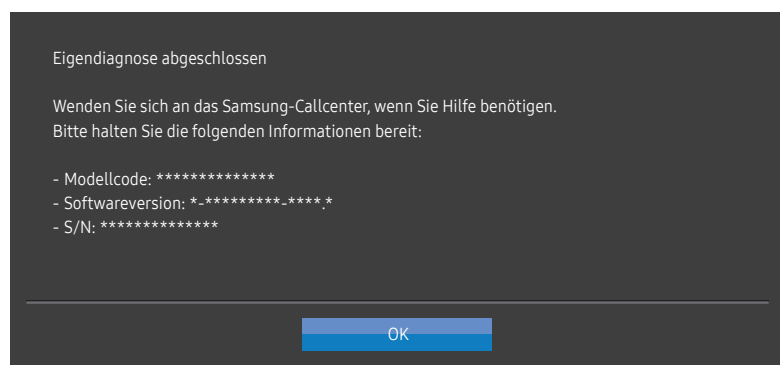 Eigendiagnose abgeschlossen
Wenden Sie sich an das Samsung-Callcenter, wenn Sie Hilfe benötigen.
Bitte halten Sie die folgenden Informationen bereit:
- Modellcode: **************
- Softwareversion: *-*********-****.*
- S/N: **************
OK